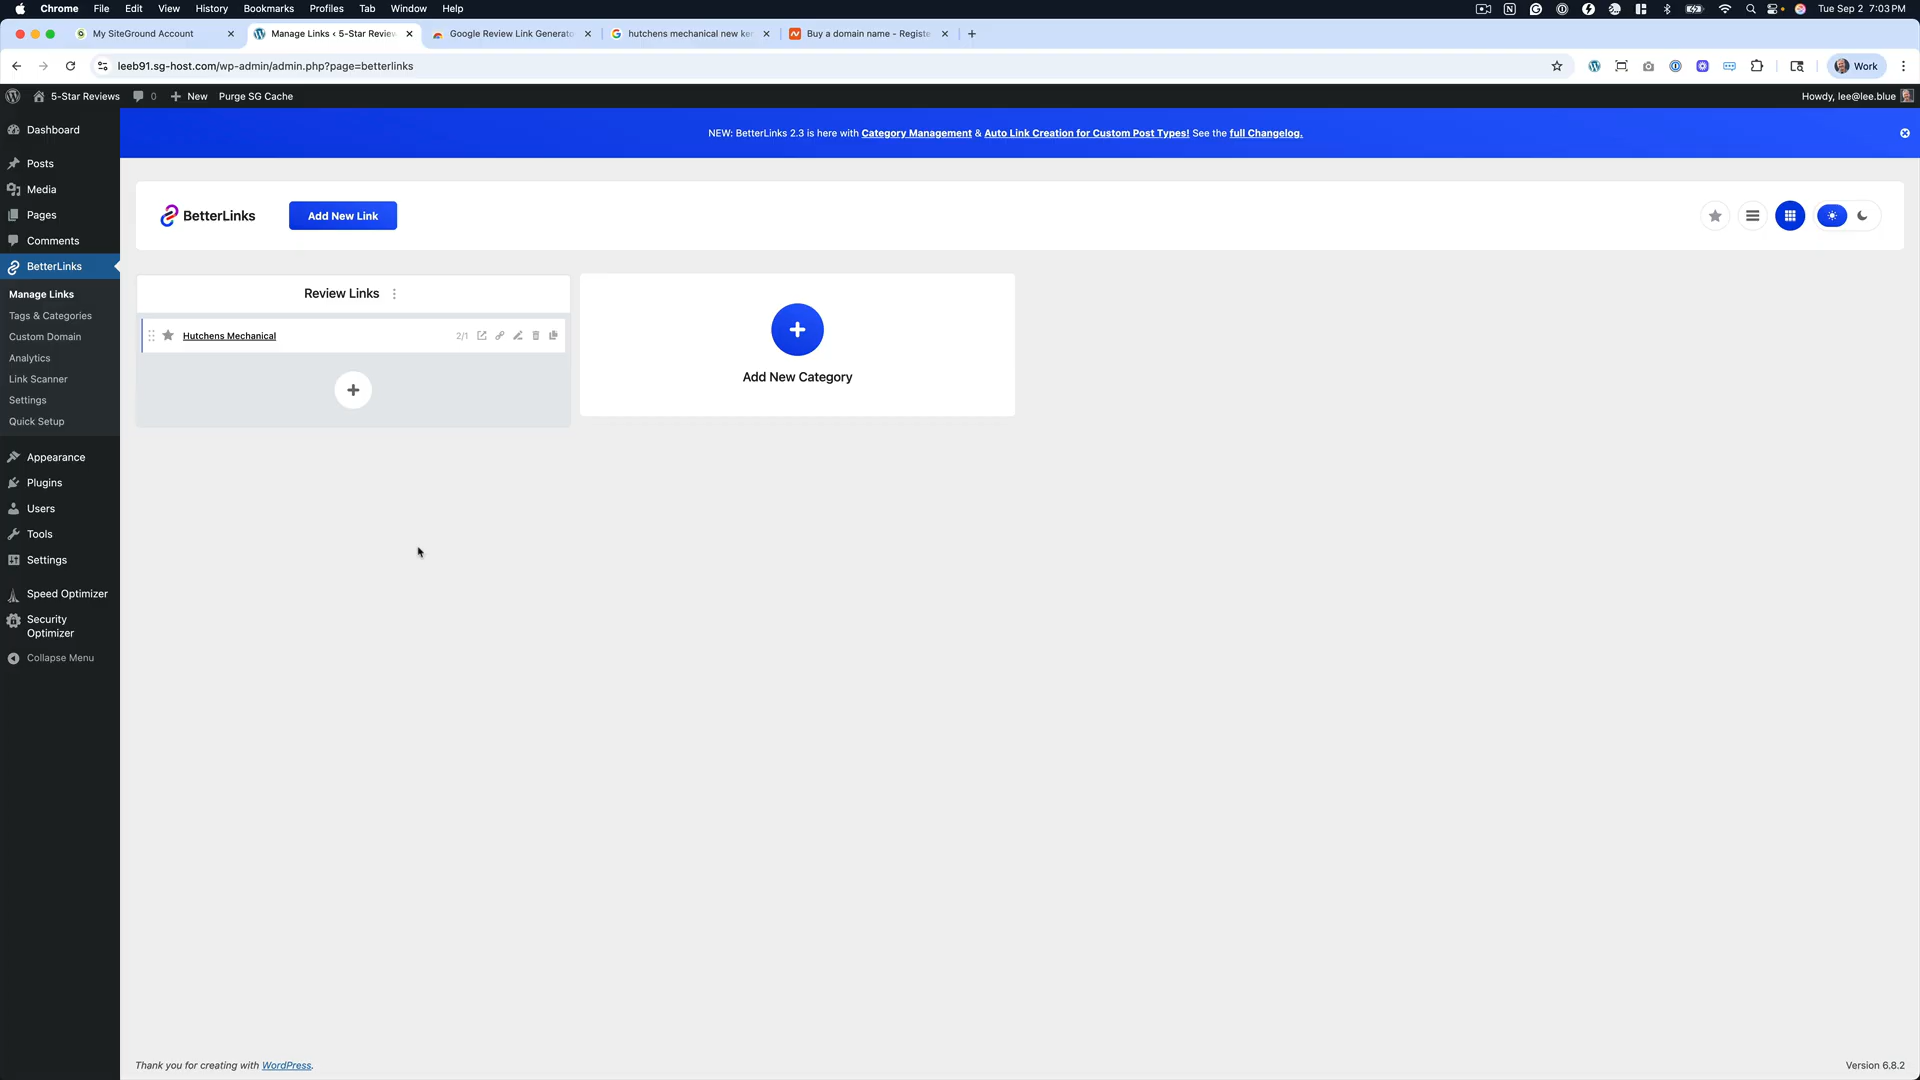 Chrome File Edit View History Bookmarks Profiles Tab Window Help Tue Sep 2 7:03 PM
My SiteGround Account
Manage Links ‹ 5-Star Review
Google Review Link Generato
hutchens mechanical new ke
Buy a domain name - Registe
leeb91.sg-host.com/wp-admin/admin.php?page=betterlinks
Work
5-Star Reviews 0 New Purge SG Cache
Howdy, lee@lee.blue
Dashboard
Posts
Media
Pages
Comments
BetterLinks
Manage Links
Tags & Categories
Custom Domain
Analytics
Link Scanner
Settings
Quick Setup
Appearance
Plugins
Users
Tools
Settings
Speed Optimizer
Security
Optimizer
Collapse Menu
NEW: BetterLinks 2.3 is here with Category Management & Auto Link Creation for Custom Post Types! See the full Changelog.
BetterLinks
Add New Link
Review Links
Hutchens Mechanical
2/1
Add New Category
Thank you for creating with WordPress.
Version 6.8.2